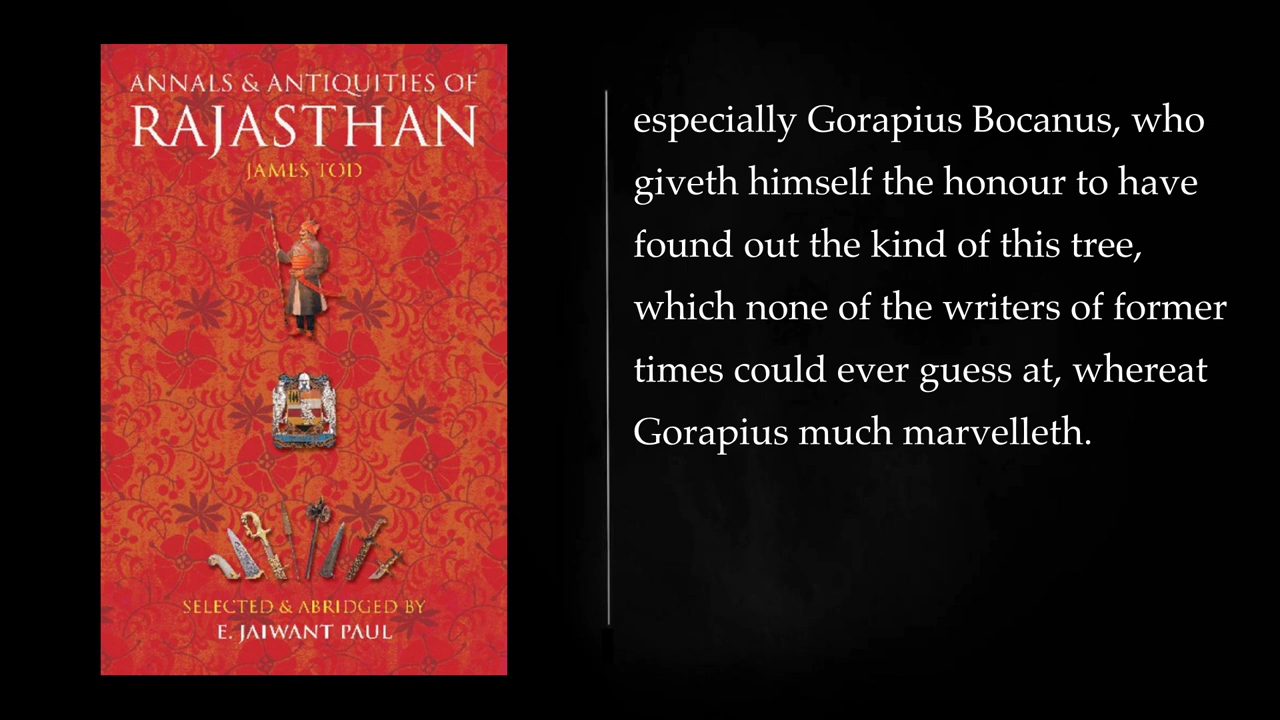 ANNALS & ANTIQUITIES OF
RAJASTHAN
JAMES TOD
SELECTED & ABRIDGED BY
E. JAIWANT PAUL
especially Gorapius Bocanus, who
giveth himself the honour to have
found out the kind of this tree,
which none of the writers of former
times could ever guess at, whereat
Gorapius much marvelleth.